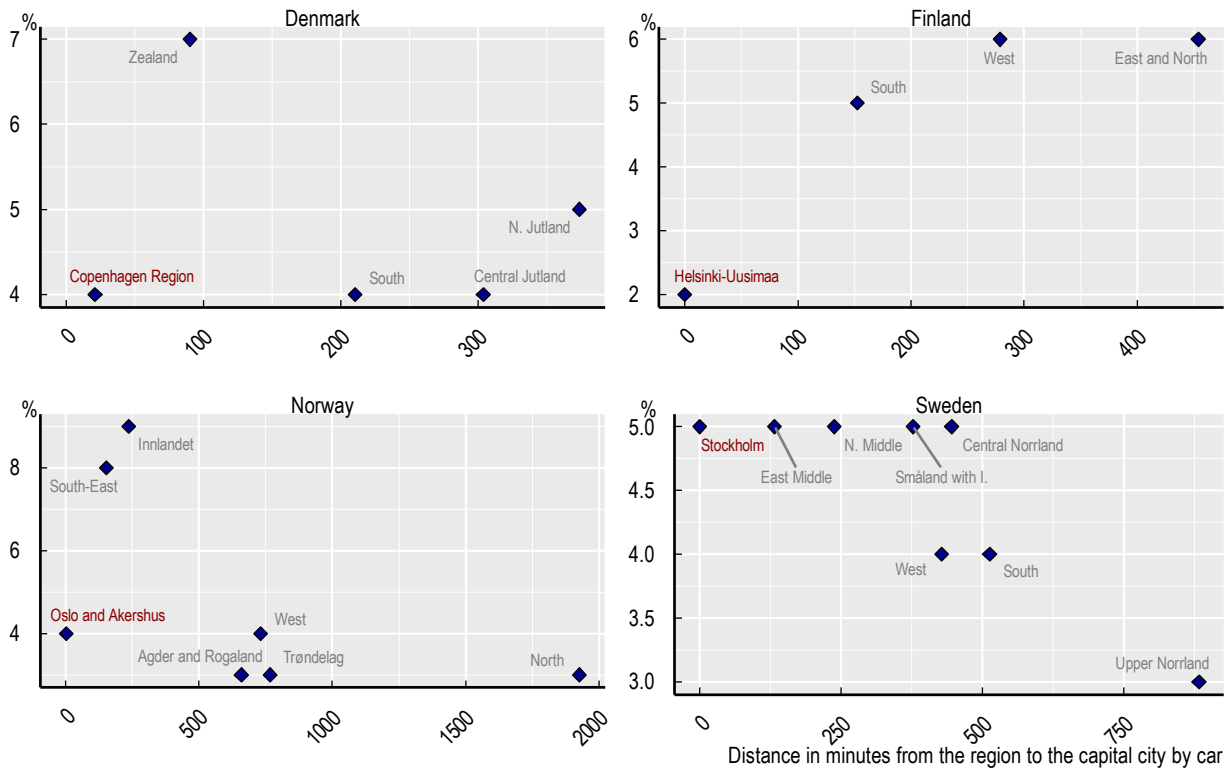 %
Denmark
7
Zealand
6
5
N. Jutland
Copenhagen Region
South
Central Jutland
4
0
100
200
300
Finland
6
West
East and North
South
5
4
3
Helsinki-Uusimaa
2
0
100
200
300
400
%
Norway
Innlandet
8
South-East
6
Oslo and Akershus
West
4
Agder and Rogaland
Trøndelag
North
0
500
1000
1500
2000
%
Sweden
5.0
Stockholm
N. Middle
Central Norrland
East Middle
Småland with I.
4.5
4.0
West
South
3.5
Upper Norrland
3.0
0
250
500
750
Distance in minutes from the region to the capital city by car